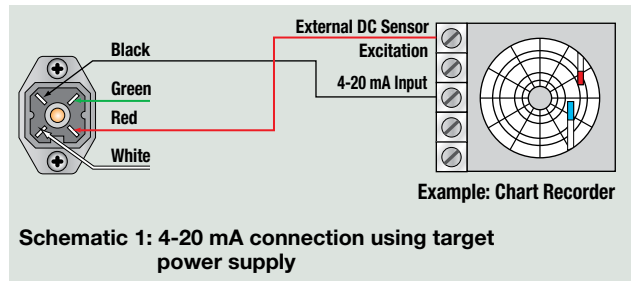 External DC Sensor
Excitation
4-20 mA Input
Black
Green
Red
White
Example: Chart Recorder
Schematic 1: 4-20 mA connection using target
power supply